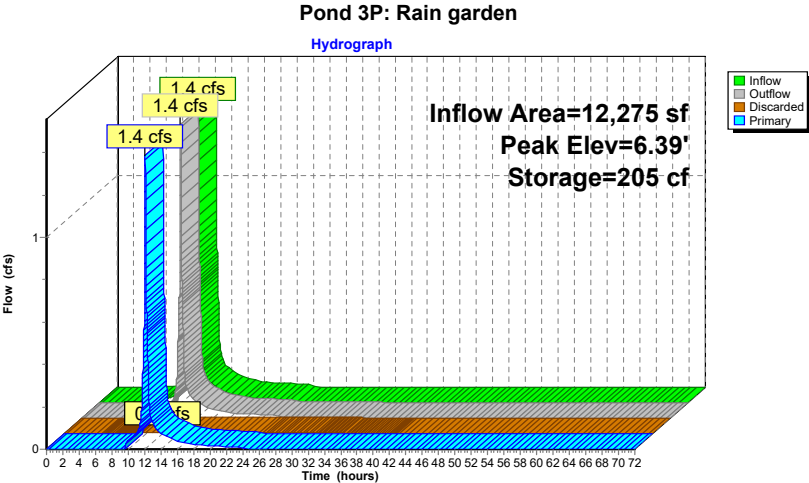 Pond 3P: Rain garden
Hydrograph
1.4 cfs
1.4 cfs
1.4 cfs
Inflow Area=12,275 sf
Peak Elev=6.39'
Storage=205 cf
Inflow
Outflow
Discarded
Primary
1
0
Flow (cfs)
0 2 4 6 8 10 12 14 16 18 20 22 24 26 28 30 32 34 36 38 40 42 44 46 48 50 52 54 56 58 60 62 64 66 68 70 72
Time (hours)